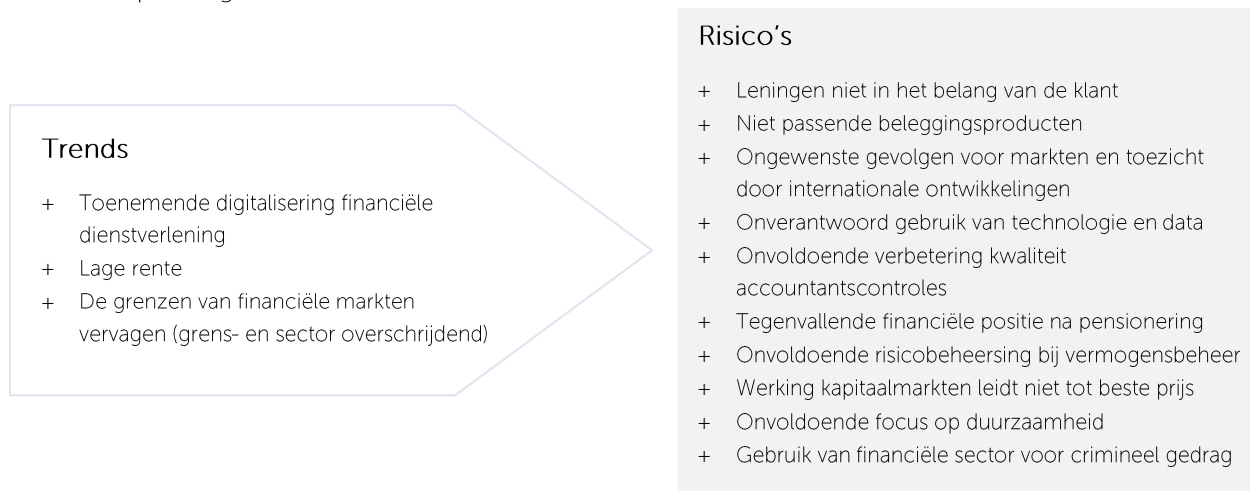 Trends
+ Toenemende digitalisering financiële
dienstverlening
+ Lage rente
+ De grenzen van financiële markten
vervagen (grens- en sector overschrijdend)
Risico's
+ Leningen niet in het belang van de klant
+ Niet passende beleggingsproducten
+ Ongewenste gevolgen voor markten en toezicht
door internationale ontwikkelingen
+ Onverantwoord gebruik van technologie en data
+ Onvoldoende verbetering kwaliteit
accountantscontroles
+ Tegenvallende financiële positie na pensionering
+ Onvoldoende risicobeheersing bij vermogensbeheer
+ Werking kapitaalmarkten leidt niet tot beste prijs
+ Onvoldoende focus op duurzaamheid
+ Gebruik van financiële sector voor crimineel gedrag